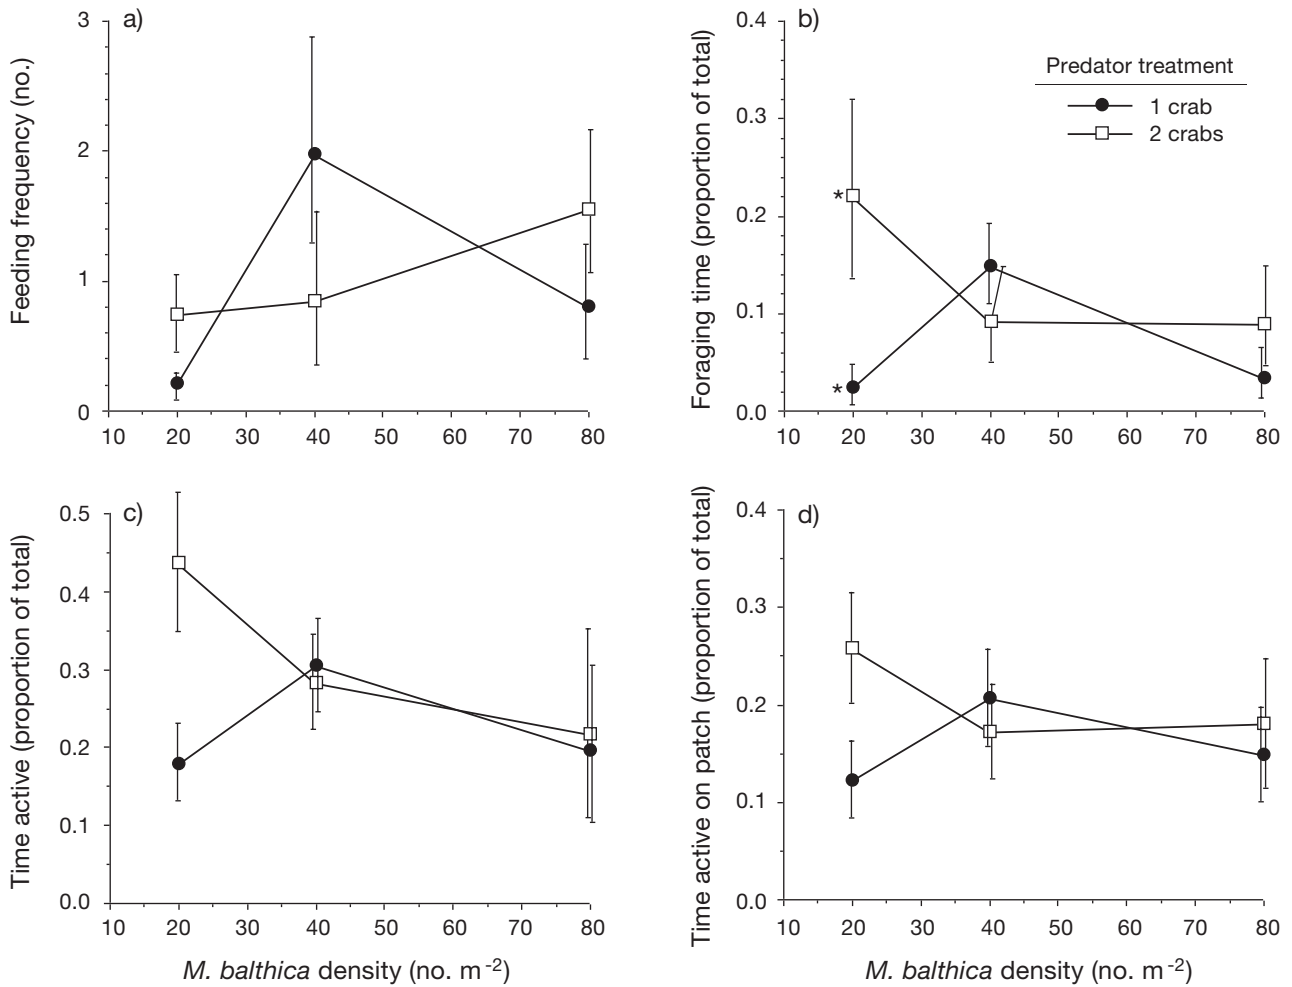 a)
Feeding frequency (no.)
3
2
1
0
10 20 30 40 50 60 70 80
b)
Foraging time (proportion of total)
0.4
0.3
0.2
0.1
0.0
10 20 30 40 50 60 70 80
Predator treatment
1 crab
2 crabs
*
*
c)
Time active (proportion of total)
0.5
0.4
0.3
0.2
0.1
0.0
10 20 30 40 50 60 70 80
M. balthica density (no. m-2)
d)
Time active on patch (proportion of total)
0.4
0.3
0.2
0.1
0.0
10 20 30 40 50 60 70 80
M. balthica density (no. m-2)